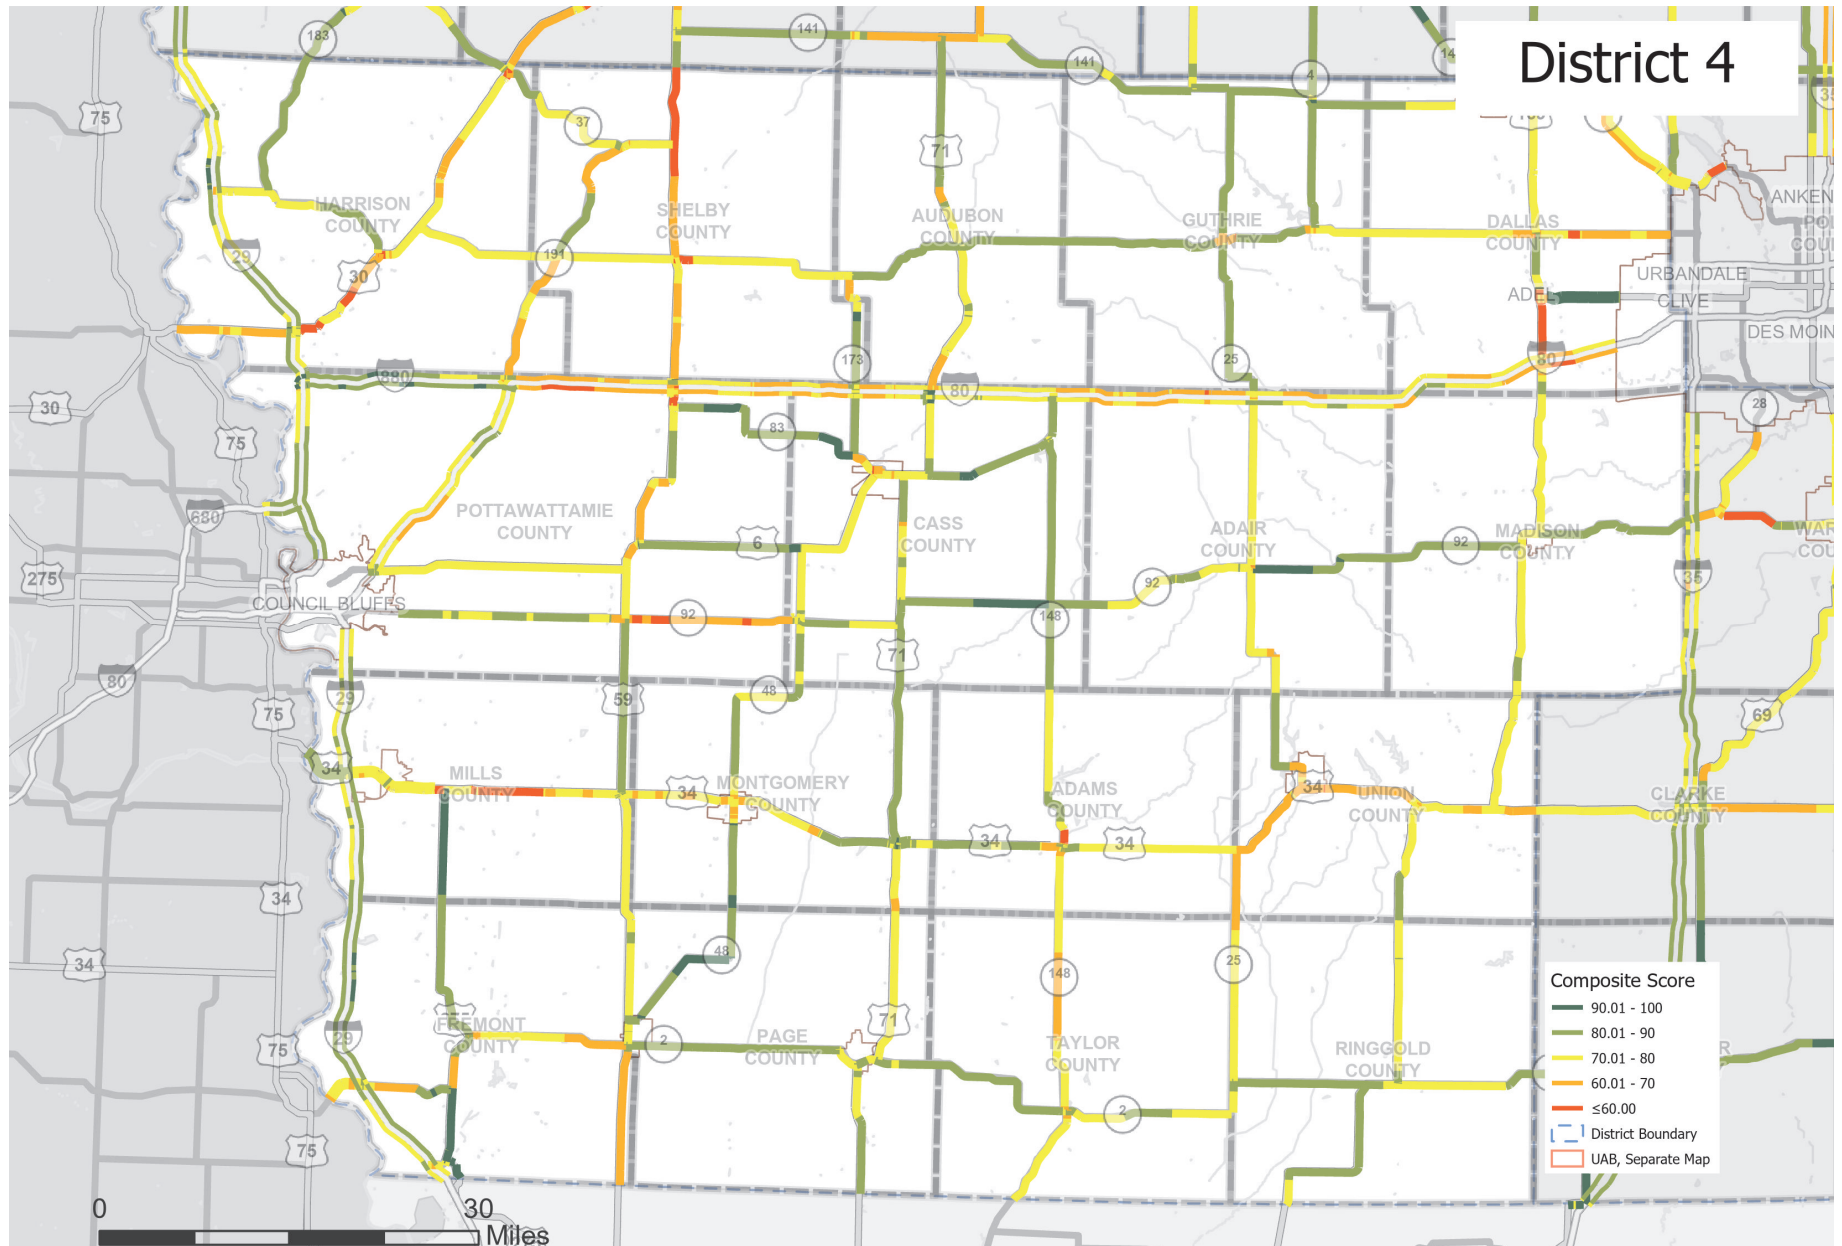 District 4
183
141
141
4
37
75
71
HARRISON
COUNTY
SHELBY
COUNTY
AUDUBON
COUNTY
GUTHRIE
COUNTY
DALLAS
COUNTY
29
30
191
URBANDALE
ADEL
CLIVE
173
25
80
880
80
30
75
83
28
680
POTTAWATTAMIE
COUNTY
6
CASS
COUNTY
ADAIR
COUNTY
92
MADISON
COUNTY
275
92
35
COUNCIL BLUFFS
92
148
71
80
29
59
48
75
69
34
MILLS
COUNTY
34
MONTGOMERY
COUNTY
ADAMS
COUNTY
34
UNION
COUNTY
CLARKE
COUNTY
34
34
34
34
48
148
25
FREMONT
COUNTY
29
75
2
PAGE
COUNTY
71
TAYLOR
COUNTY
RINGGOLD
COUNTY
2
75
Composite Score
90.01 - 100
80.01 - 90
70.01 - 80
60.01 - 70
≤60.00
District Boundary
UAB, Separate Map
0
30
Miles